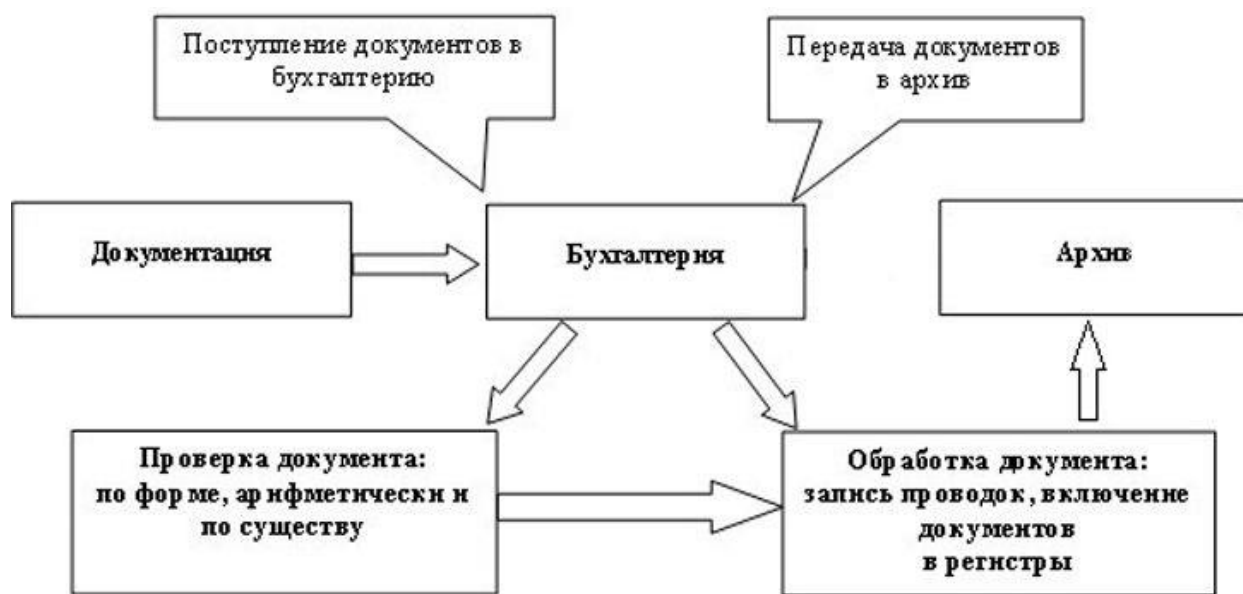 Поступление документов в
бухгалтерию
Передача документов
в архив
Документация
Бухгалтерия
Архив
Проверка документа:
по форме, арифметически и
по существу
Обработка документа:
запись проводок, включение
документов
в регистры